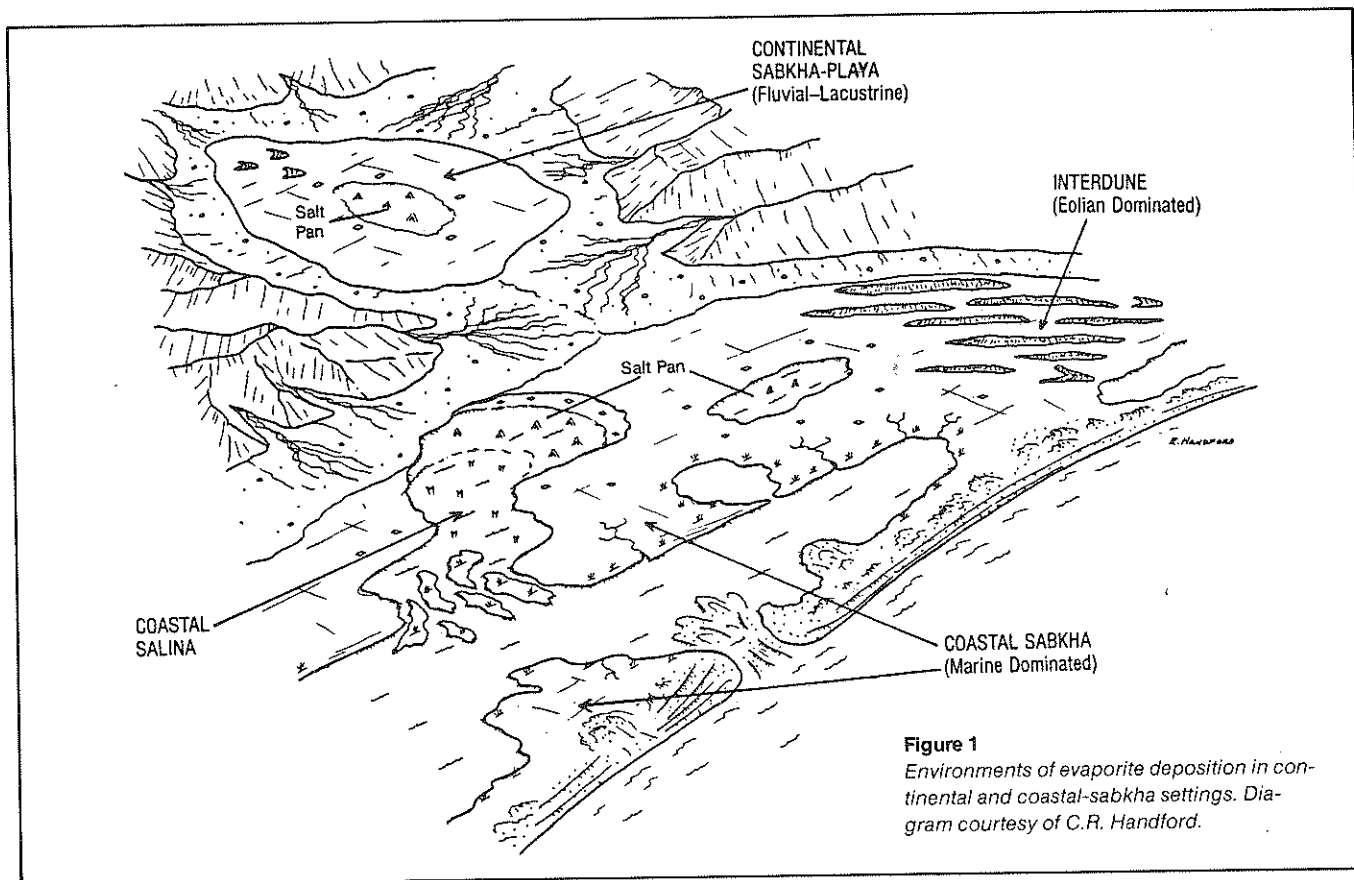 CONTINENTAL
SABKHA-PLAYA
(Fluvial–Lacustrine)
INTERDUNE
(Eolian Dominated)
Salt
Pan
Salt Pan
R. HANDFORD
COASTAL
SALINA
COASTAL SABKHA
(Marine Dominated)
Figure 1
Environments of evaporite deposition in con-
tinental and coastal-sabkha settings. Dia-
gram courtesy of C.R. Handford.